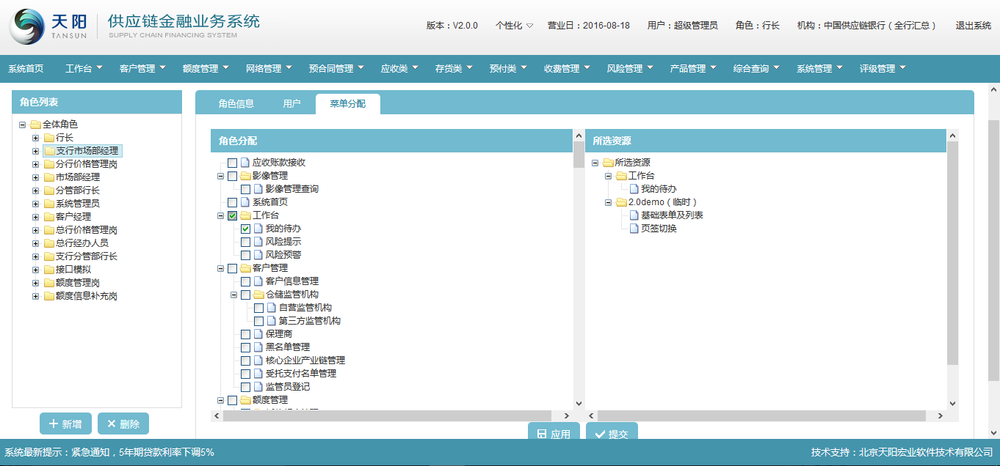 天阳
TANSUN
供应链金融业务系统
SUPPLY CHAIN FINANCING SYSTEM
版本：V2.0.0 个性化 营业日：2016-08-18 用户：超级管理员 角色：行长 机构：中国供应链银行（全行汇总） 退出系统
系统首页 工作台 客户管理 额度管理 网络管理 预合同管理 应收类 存货类 预付类 收费管理 风险管理 产品管理 综合查询 系统管理 评级管理
角色列表
全体角色
行长
支行市场部经理
分行价格管理岗
市场部经理
分管部行长
系统管理员
客户经理
总行价格管理岗
总行经办人员
支行分管部行长
接口模拟
额度管理岗
额度信息补充岗
新增 删除
角色信息 用户 菜单分配
角色分配
应收账款接收
影像管理
影像管理查询
系统首页
工作台
我的待办
风险提示
风险预警
客户管理
客户信息管理
仓储监管机构
自营监管机构
第三方监管机构
保理商
黑名单管理
核心企业产业链管理
受托支付名单管理
监管员登记
额度管理
所选资源
所选资源
工作台
我的待办
2.0demo（临时）
基础表单及列表
页签切换
应用 提交
系统最新提示：紧急通知，5年期贷款利率下调5%
技术支持：北京天阳宏业软件技术有限公司